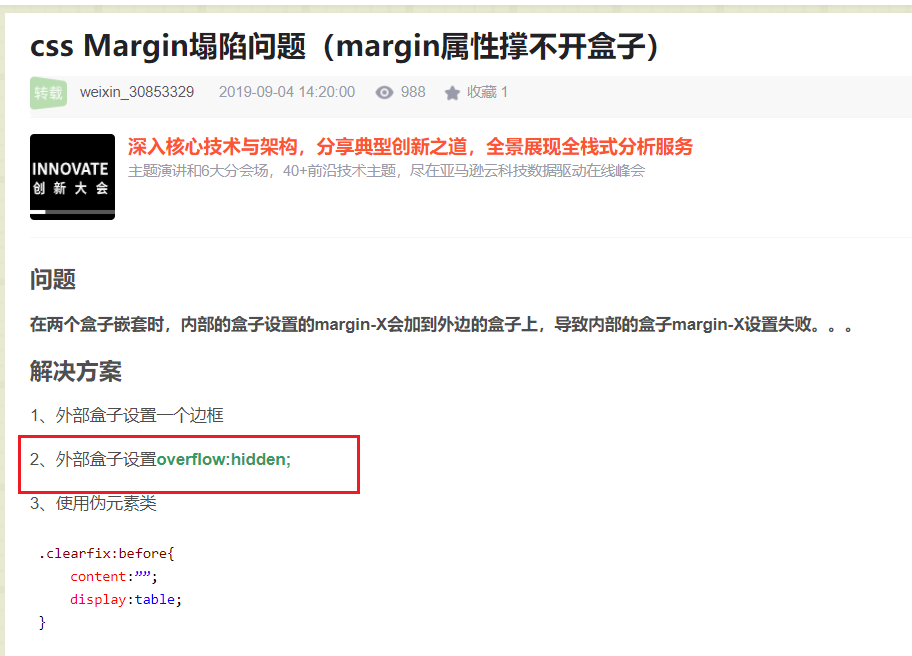 css Margin塌陷问题（margin属性撑不开盒子）
转载 weixin_30853329 2019-09-04 14:20:00 988 收藏 1
INNOVATE
创新大会
深入核心技术与架构，分享典型创新之道，全景展现全栈式分析服务
主题演讲和6大分会场，40+前沿技术主题，尽在亚马逊云科技数据驱动在线峰会
问题
在两个盒子嵌套时，内部的盒子设置的margin-X会加到外边的盒子上，导致内部的盒子margin-X设置失败。。。
解决方案
1、外部盒子设置一个边框
2、外部盒子设置overflow:hidden;
3、使用伪元素类
.clearfix:before{
content:””;
display:table;
}